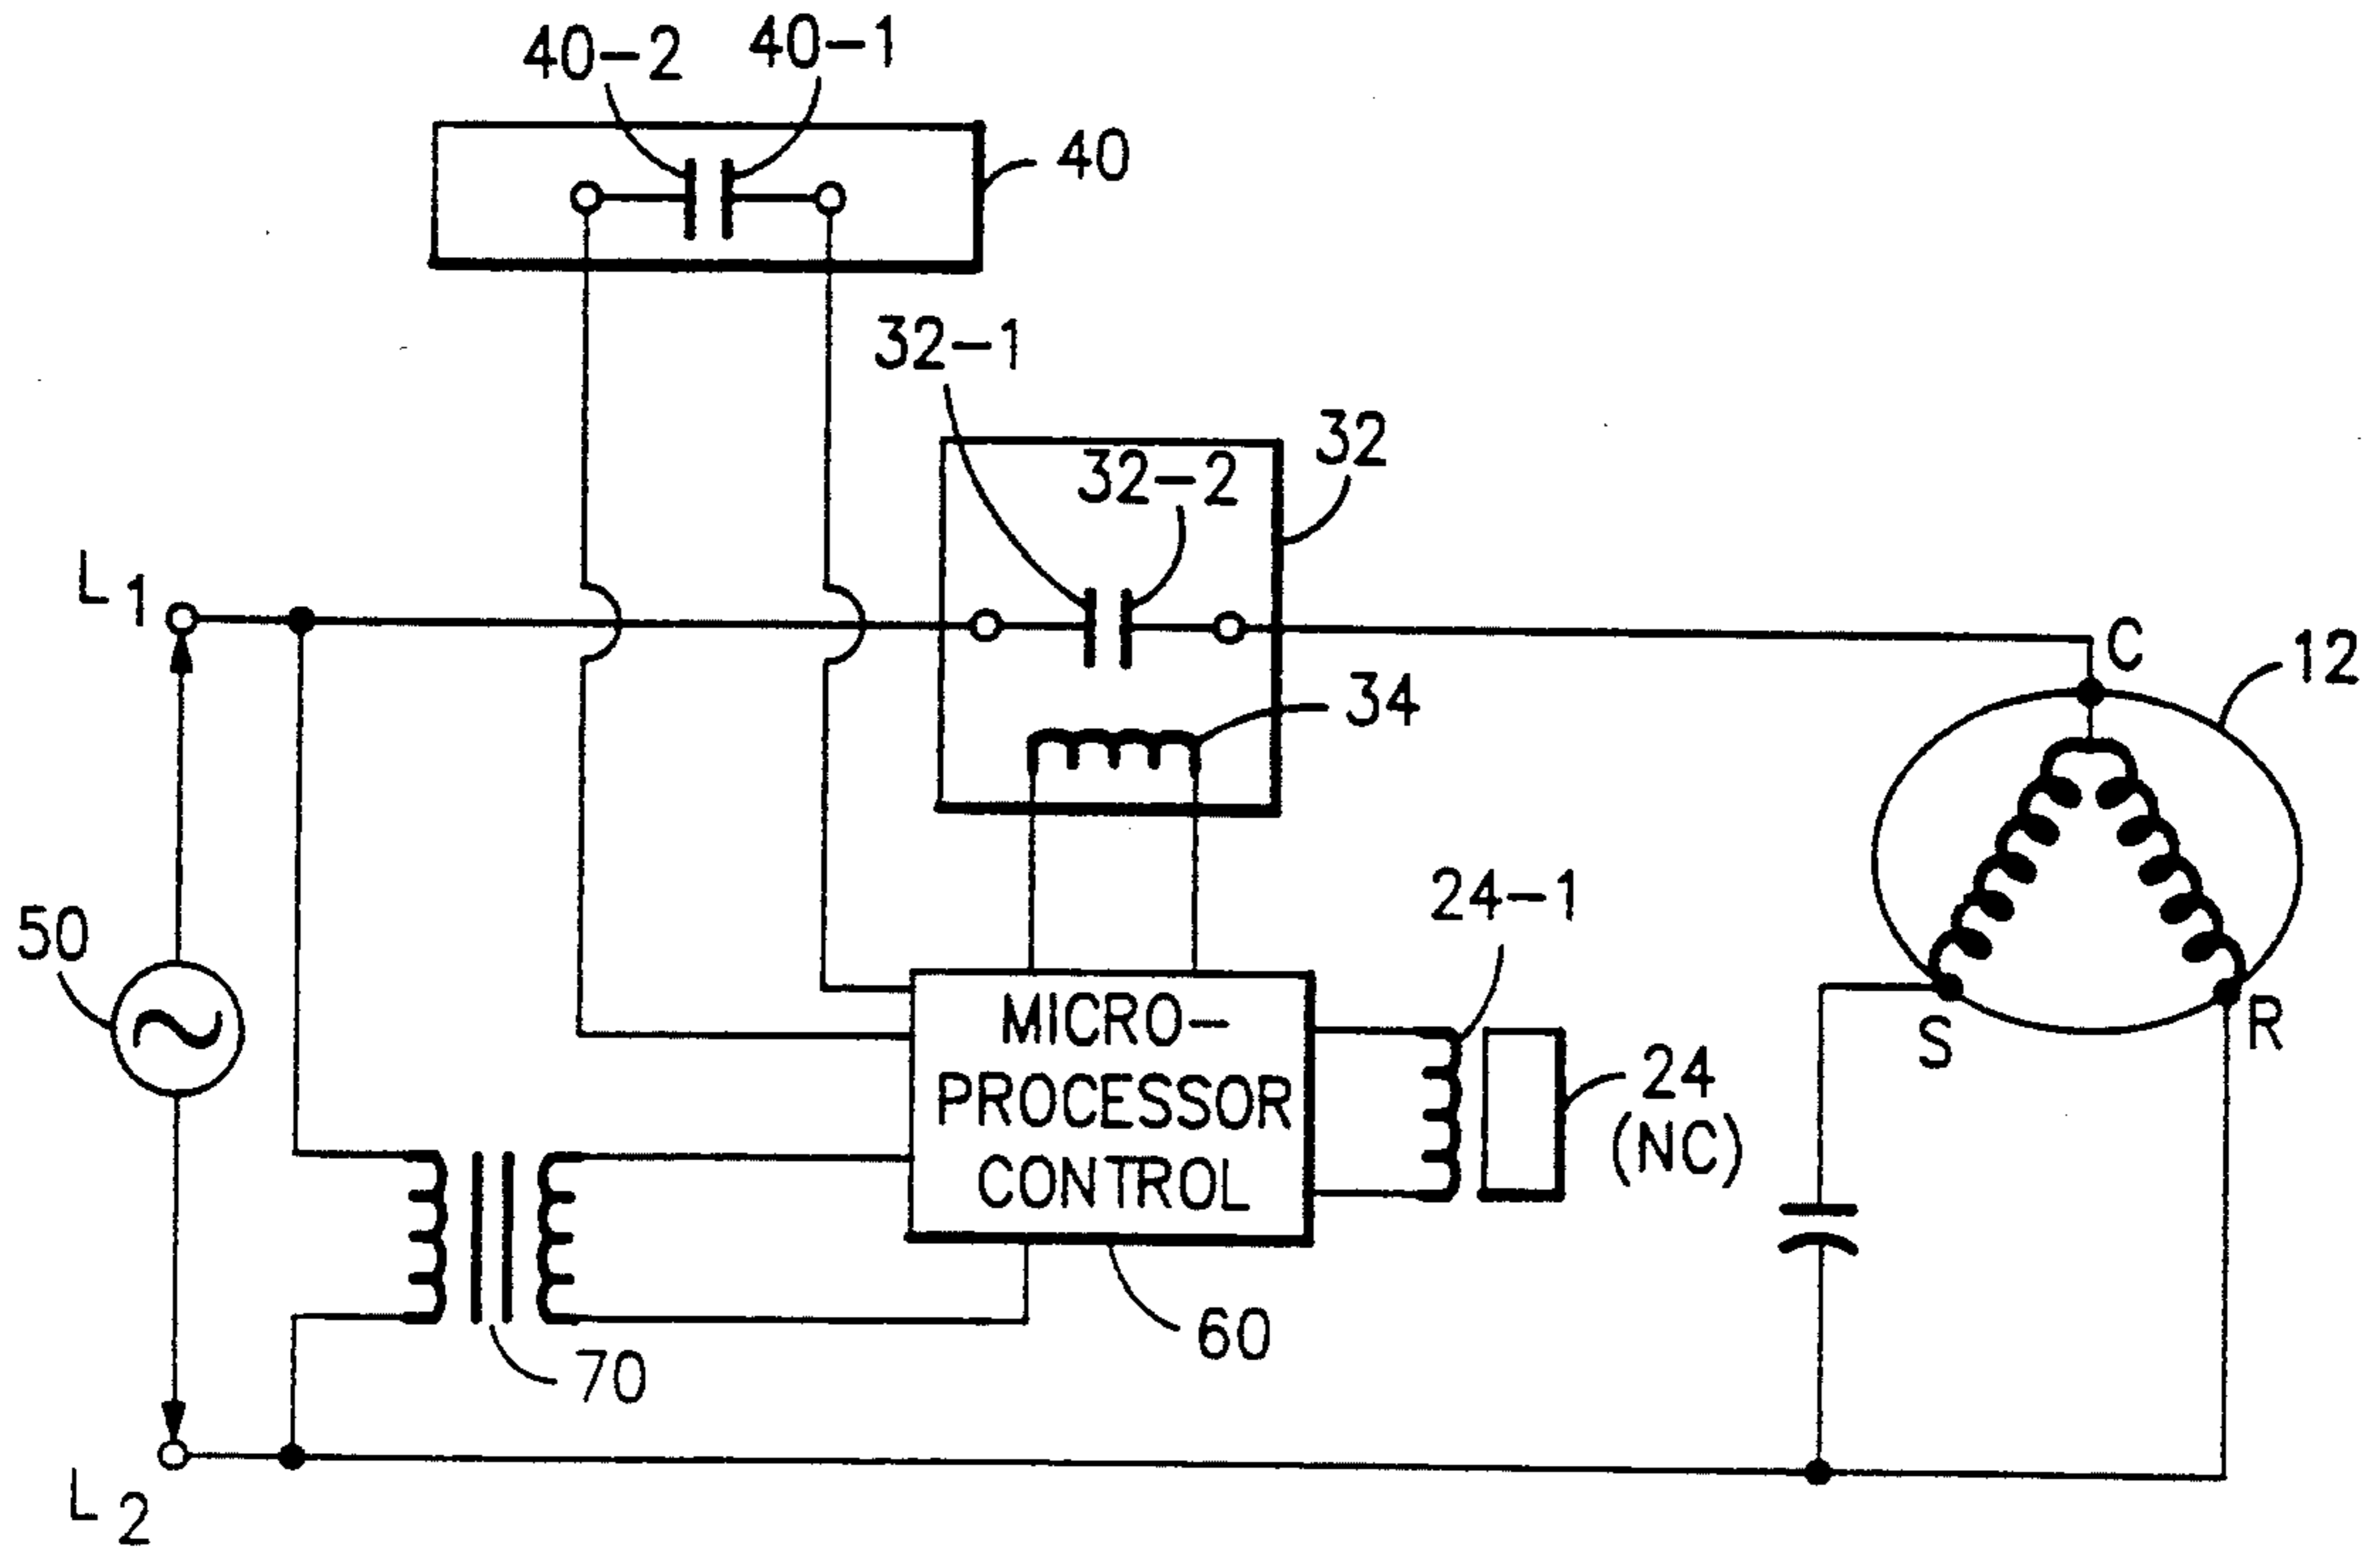 40-2 40-1
40
32-1
32
32-2
L1
C
12
34
24-1
50
MICRO-
PROCESSOR
CONTROL
S
R
24
(NC)
60
70
L2